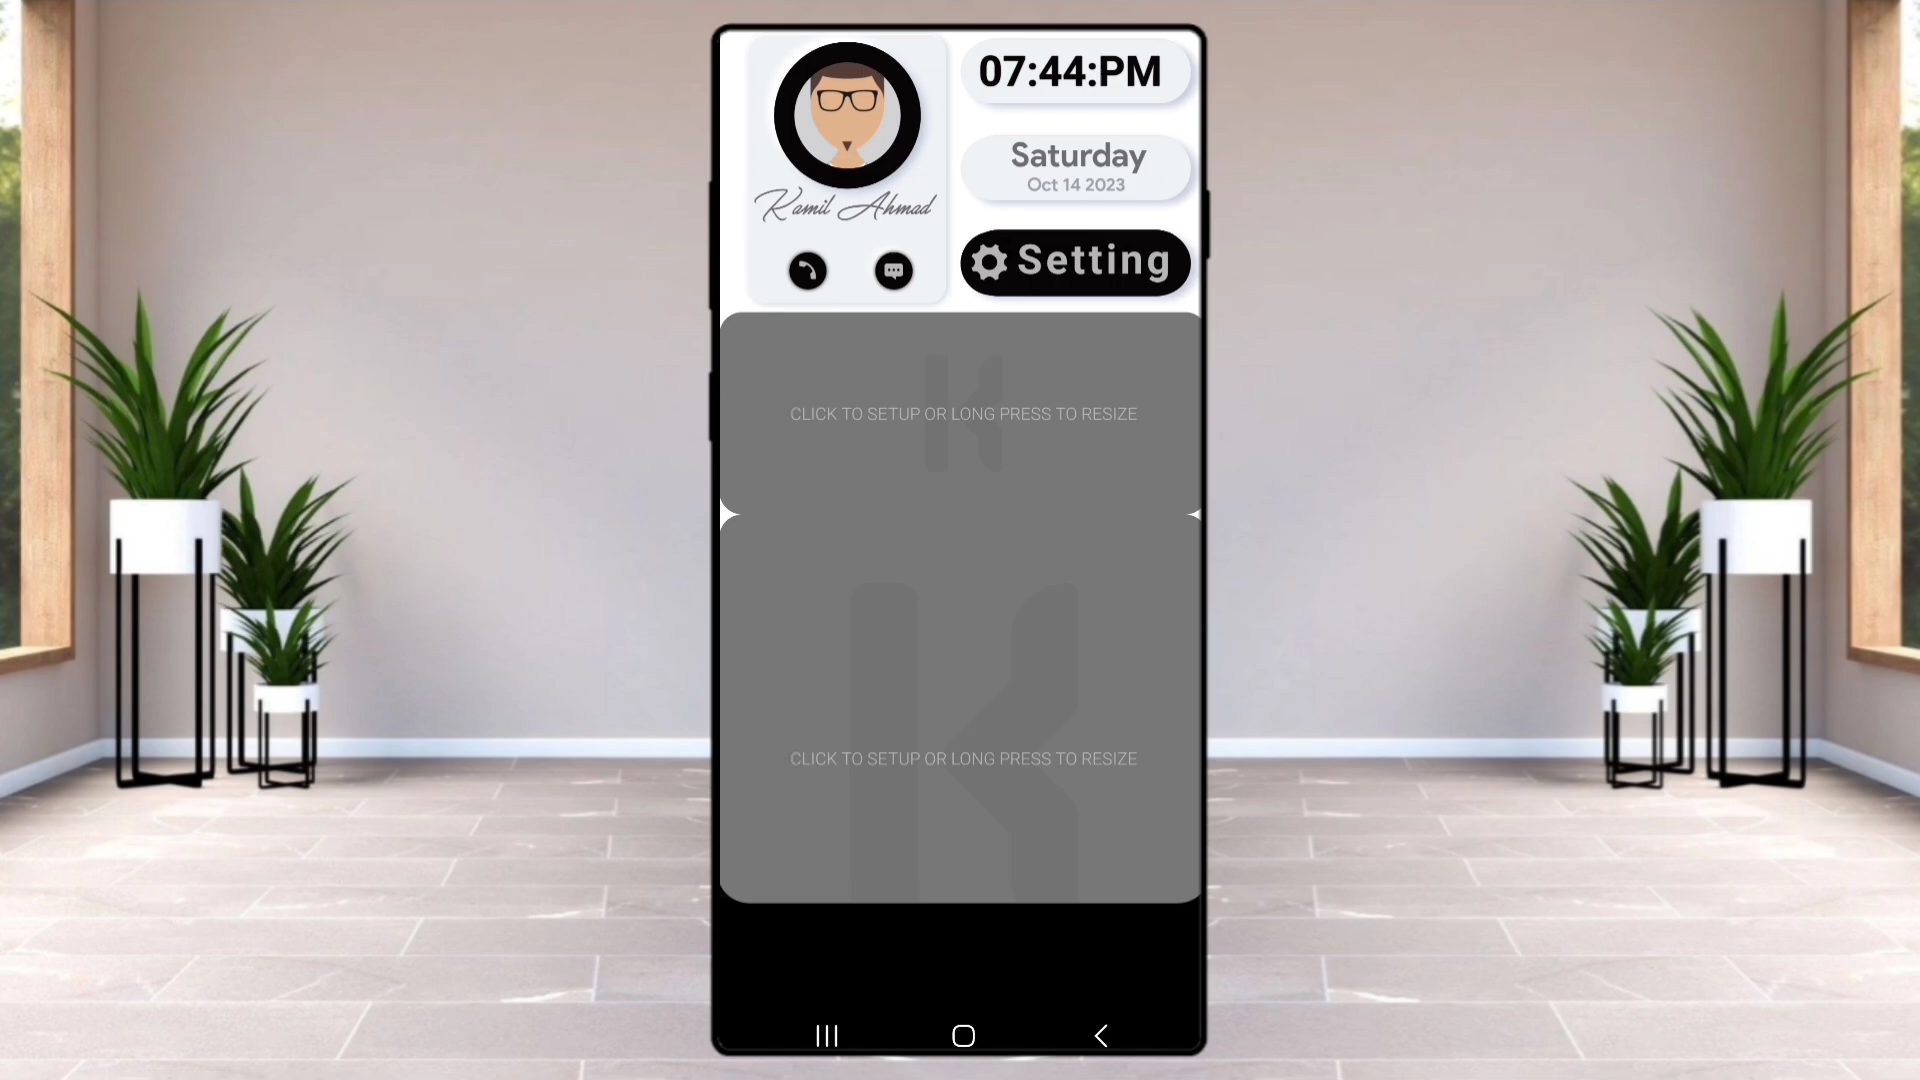 07:44:PM
Saturday
Oct 14 2023
Kamil Ahmad
Setting
CLICK TO SETUP OR LONG PRESS TO RESIZE
CLICK TO SETUP OR LONG PRESS TO RESIZE